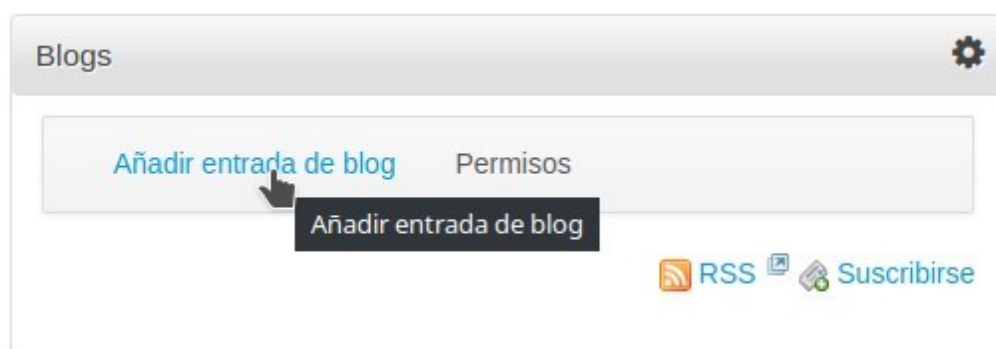 Blogs
Añadir entrada de blog Permisos
Añadir entrada de blog
RSS Suscribirse